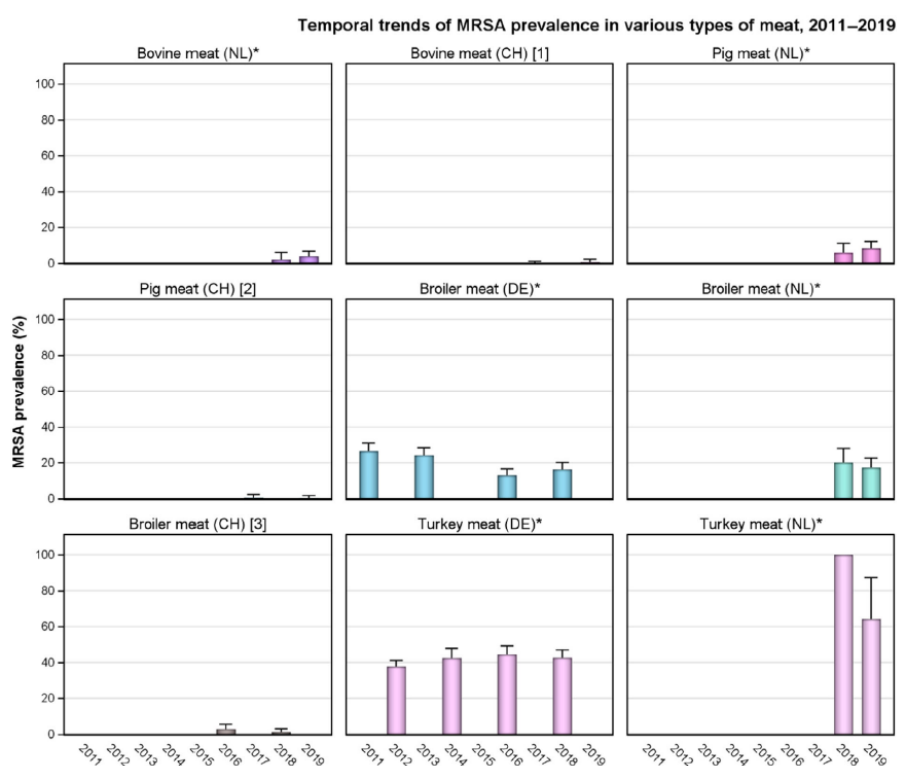 Temporal trends of MRSA prevalence in various types of meat, 2011–2019
Bovine meat (NL)*
Bovine meat (CH) [1]
Pig meat (NL)*
100
80
60
40
20
0
Pig meat (CH) [2]
Broiler meat (DE)*
Broiler meat (NL)*
MRSA prevalence (%)
100
80
60
40
20
0
Broiler meat (CH) [3]
Turkey meat (DE)*
Turkey meat (NL)*
100
80
60
40
20
0
2011 2012 2013 2014 2015 2016 2017 2018 2019
2011 2012 2013 2014 2015 2016 2017 2018 2019
2011 2012 2013 2014 2015 2016 2017 2018 2019